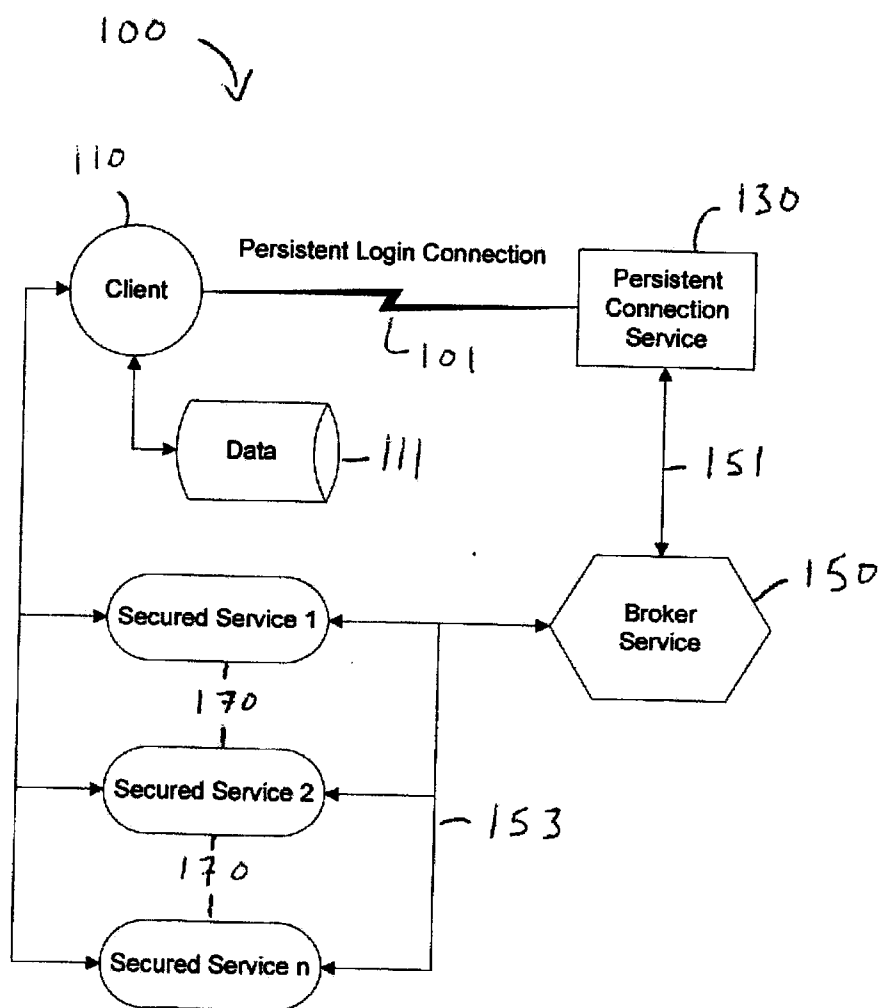 100
110
130
Persistent Login Connection
Client
Persistent
Connection
Service
101
Data
111
151
150
Secured Service 1
Broker
Service
170
Secured Service 2
153
170
Secured Service n